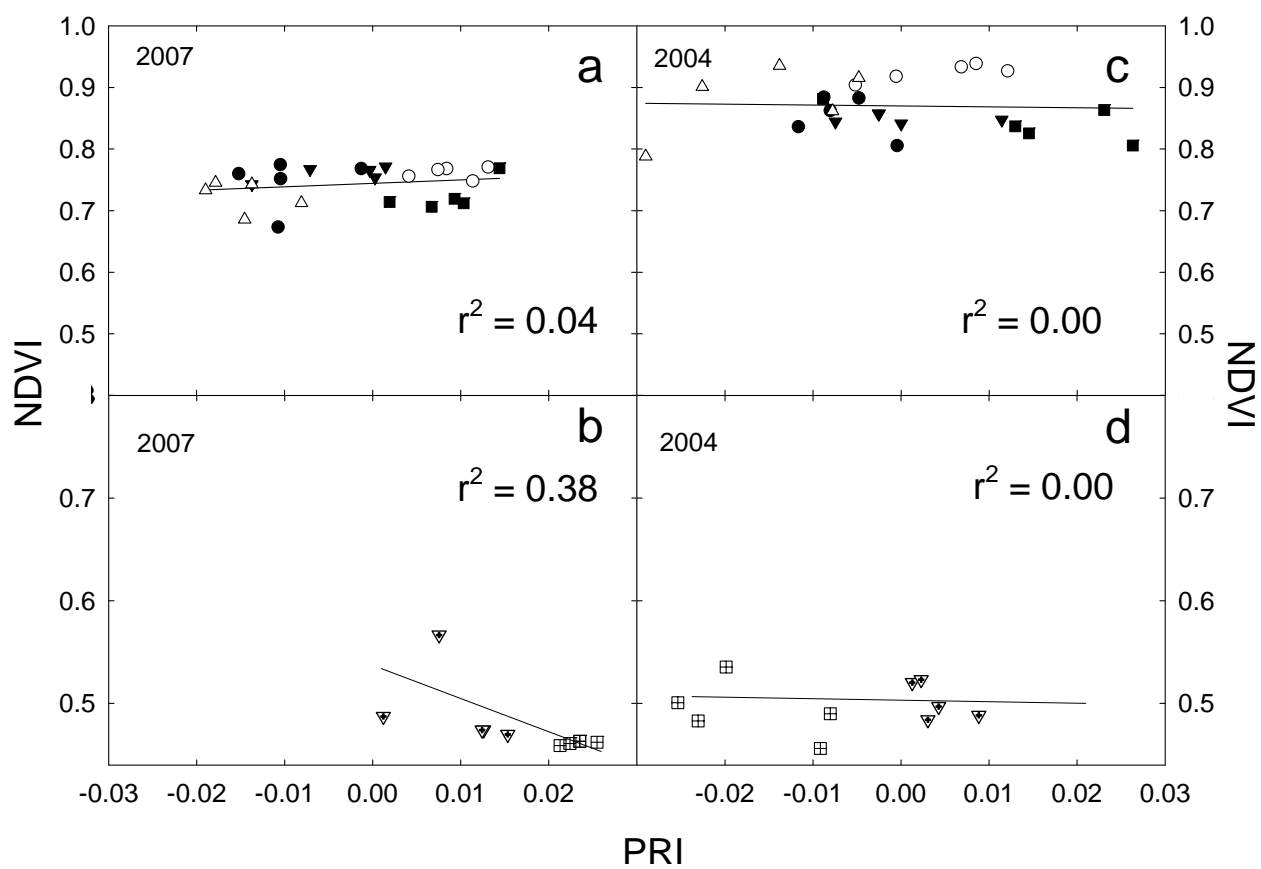 1.0 1.0
2007 a 2004 c
0.9 0.9
0.8 0.8
0.7 0.7
0.6 0.6
r² = 0.04 r² = 0.00
0.5 0.5
NDVI NDVI
2007 b 2004 d
r² = 0.38 r² = 0.00
0.7 0.7
0.6 0.6
0.5 0.5
-0.03 -0.02 -0.01 0.00 0.01 0.02 -0.02 -0.01 0.00 0.01 0.02 0.03
PRI